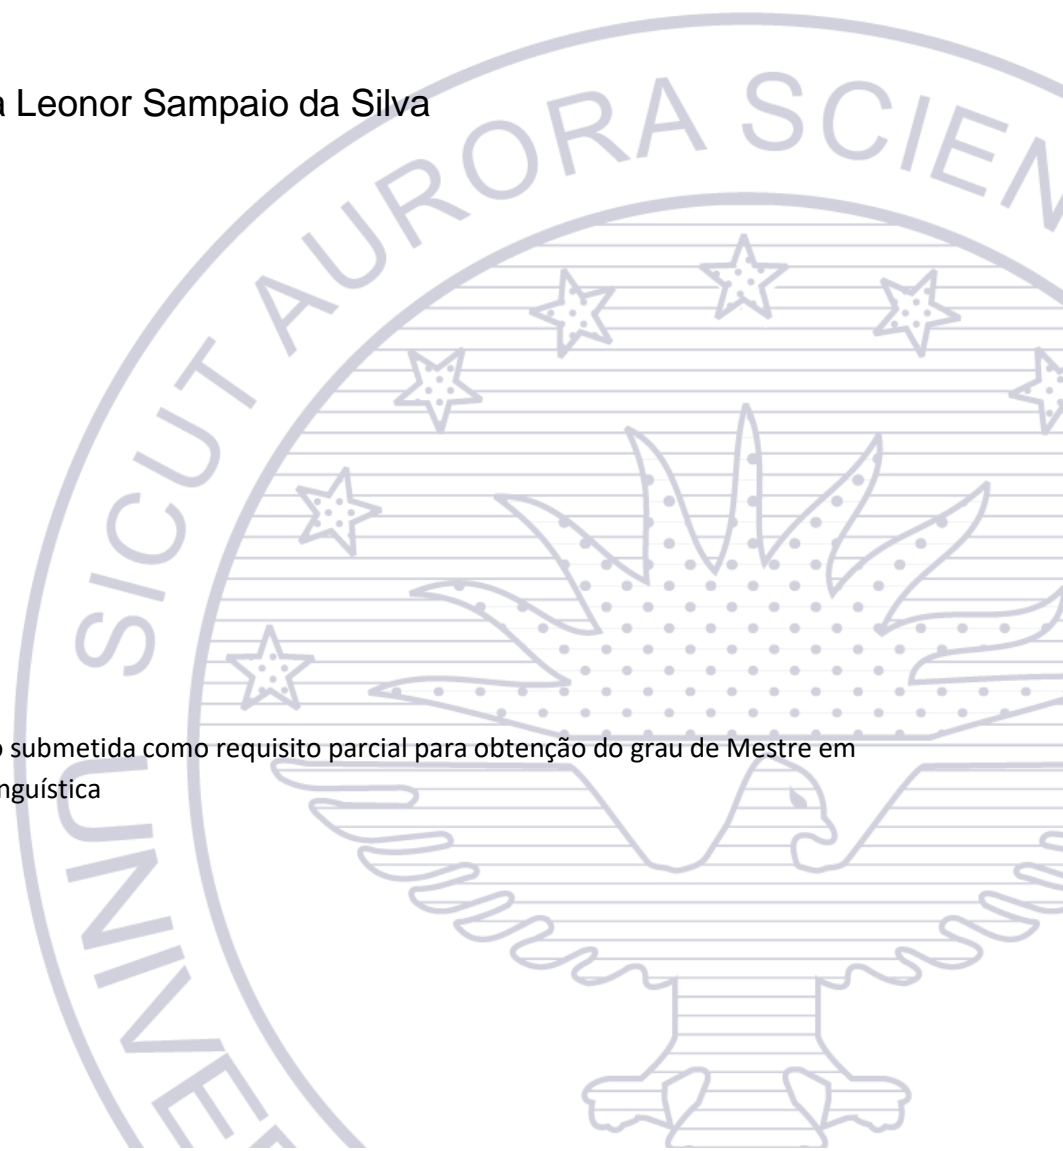 a Leonor Sampaio da Silva
SICUT AURORA SCIEN
o submetida como requisito parcial para obtenção do grau de Mestre em
nguística
UNIVE